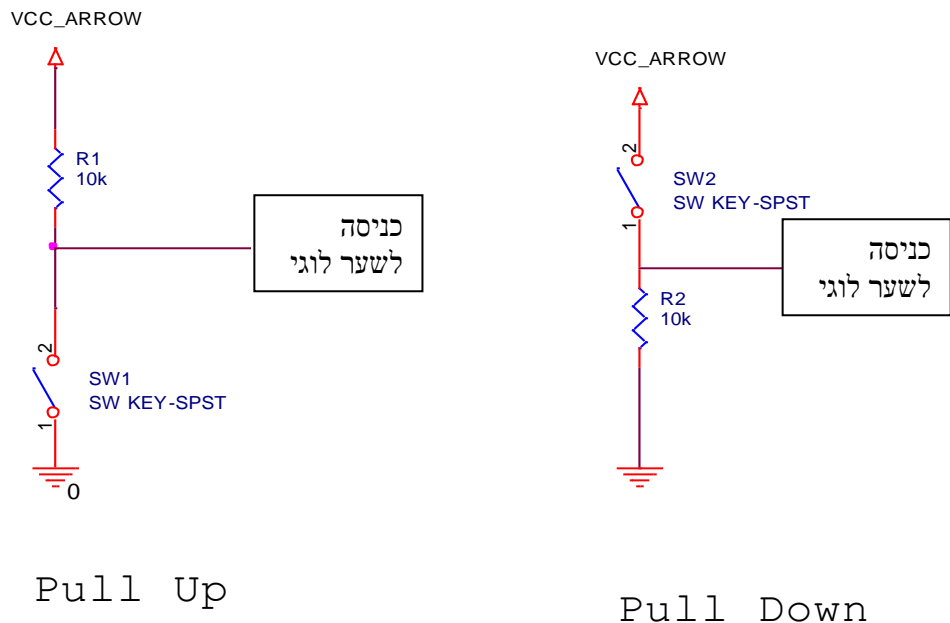 VCC_ARROW
R1
10k
כניסה
לשער לוגי
2
SW1
SW KEY-SPST
1
0
Pull Up
VCC_ARROW
2
SW2
SW KEY-SPST
1
כניסה
לשער לוגי
R2
10k
Pull Down